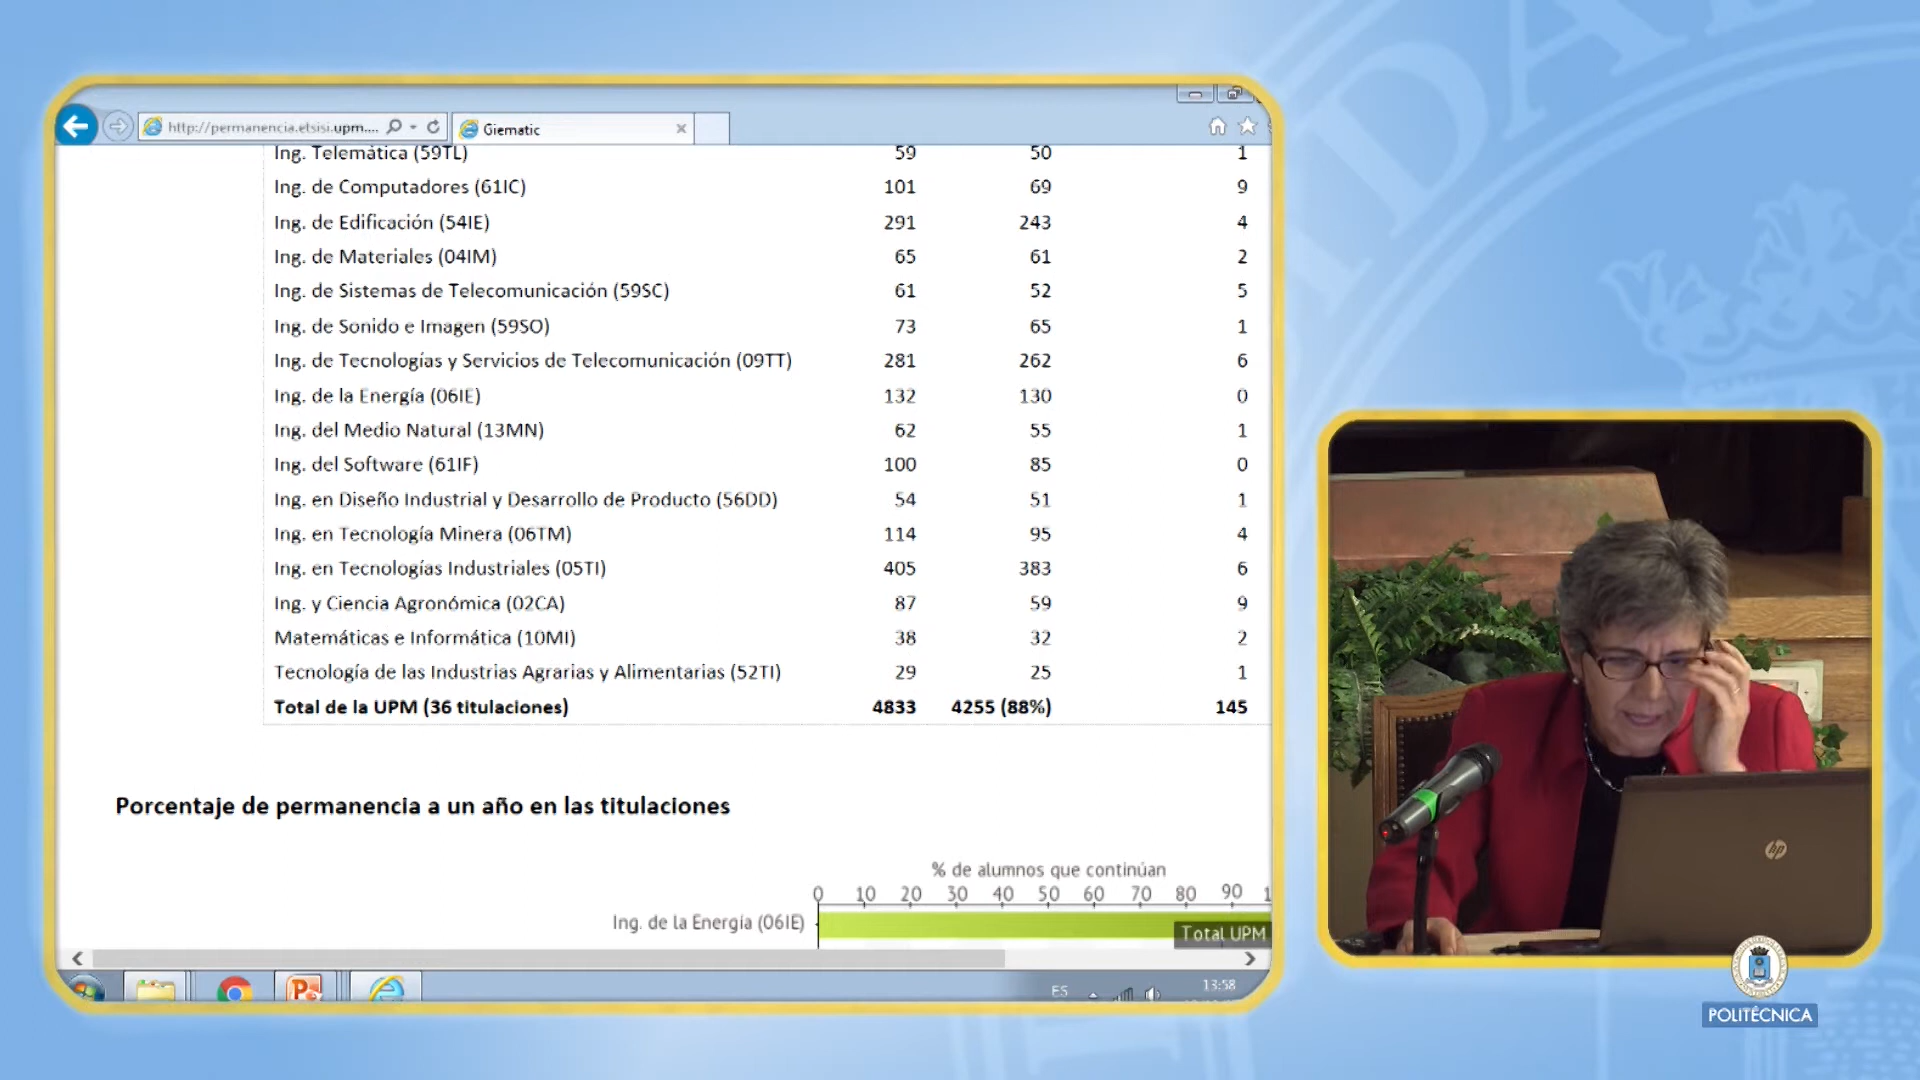 http://permanencia.etsisi.upm....
Giematic
Ing. Telemática (59TL) 59 50 1
Ing. de Computadores (61IC) 101 69 9
Ing. de Edificación (54IE) 291 243 4
Ing. de Materiales (04IM) 65 61 2
Ing. de Sistemas de Telecomunicación (59SC) 61 52 5
Ing. de Sonido e Imagen (59SO) 73 65 1
Ing. de Tecnologías y Servicios de Telecomunicación (09TT) 281 262 6
Ing. de la Energía (06IE) 132 130 0
Ing. del Medio Natural (13MN) 62 55 1
Ing. del Software (61IF) 100 85 0
Ing. en Diseño Industrial y Desarrollo de Producto (56DD) 54 51 1
Ing. en Tecnología Minera (06TM) 114 95 4
Ing. en Tecnologías Industriales (05TI) 405 383 6
Ing. y Ciencia Agronómica (02CA) 87 59 9
Matemáticas e Informática (10MI) 38 32 2
Tecnología de las Industrias Agrarias y Alimentarias (52TI) 29 25 1
Total de la UPM (36 titulaciones) 4833 4255 (88%) 145
Porcentaje de permanencia a un año en las titulaciones
% de alumnos que continúan
0 10 20 30 40 50 60 70 80 90 1
Ing. de la Energía (06IE)
Total UPM
ES
13:58
hp
POLITÉCNICA